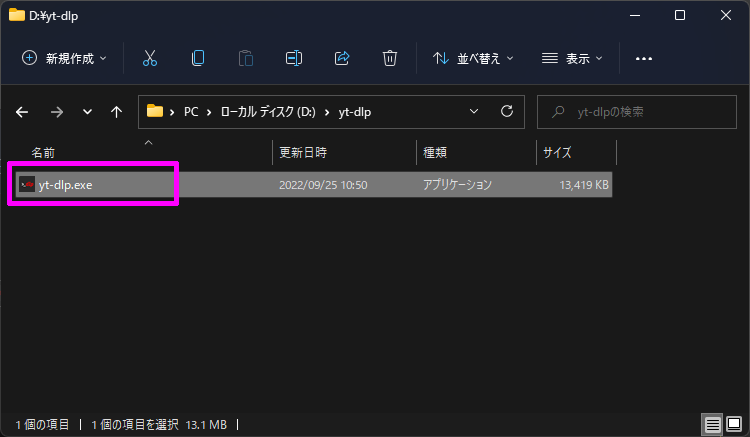 D:¥yt-dlp
新規作成 並べ替え 表示
PC ローカル ディスク (D:) yt-dlp yt-dlpの検索
名前 更新日時 種類 サイズ
yt-dlp.exe 2022/09/25 10:50 アプリケーション 13,419 KB
1 個の項目 1 個の項目を選択 13.1 MB